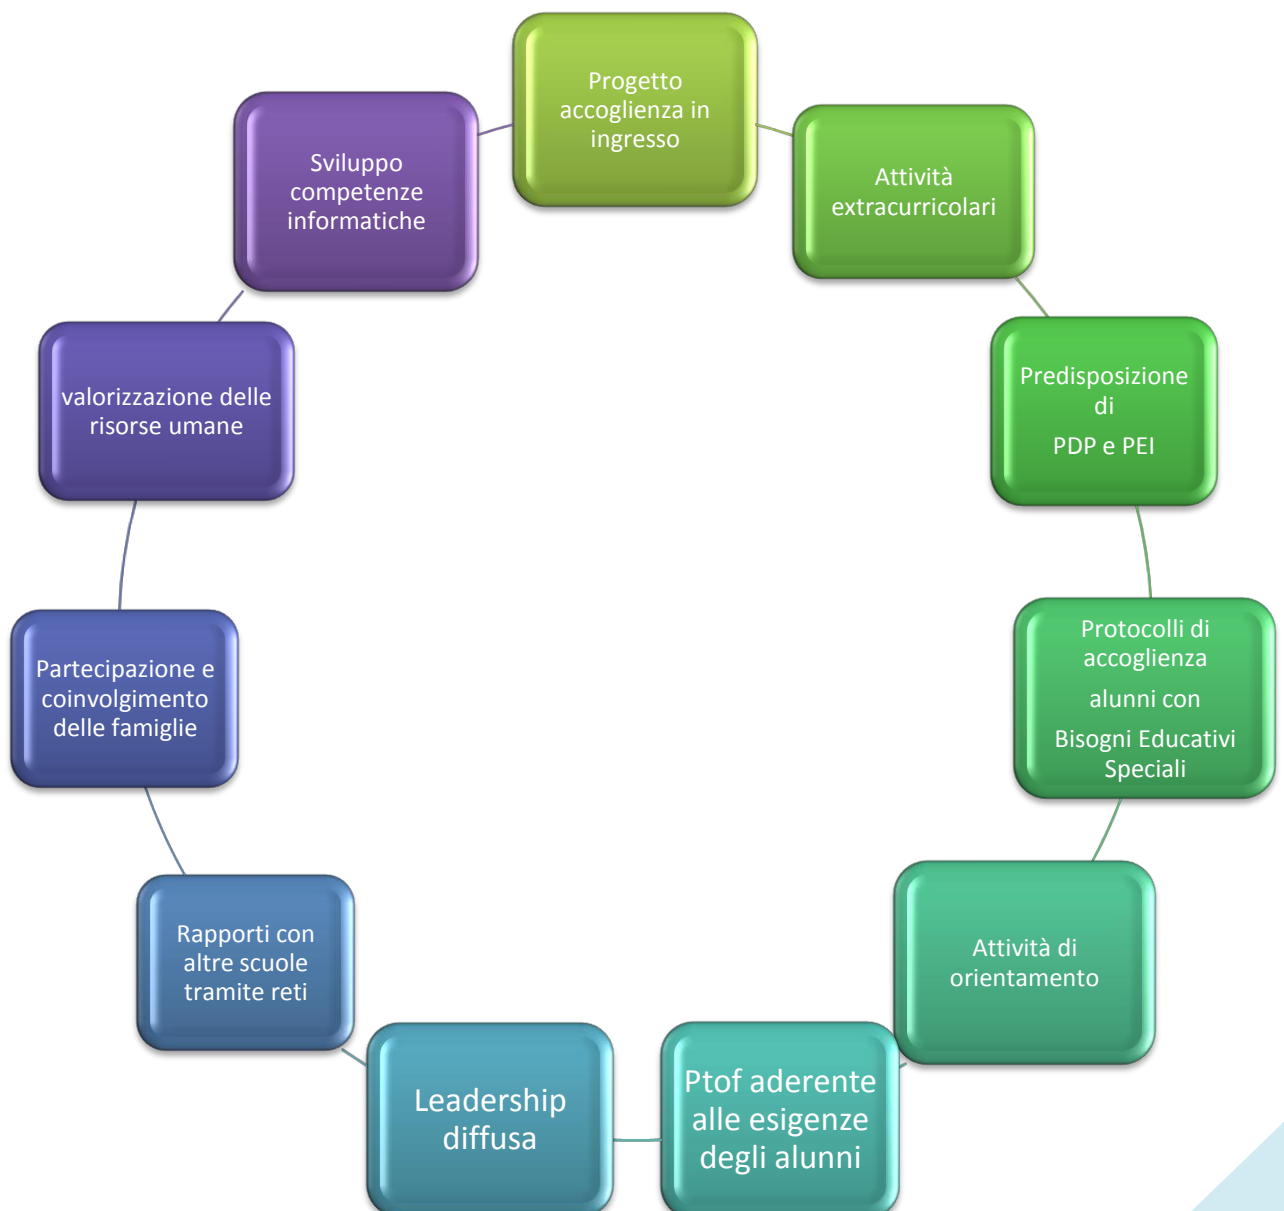 Progetto
accoglienza in
ingresso
Attività
extracurricolari
Predisposizione
di
PDP e PEI
Protocolli di
accoglienza
alunni con
Bisogni Educativi
Speciali
Attività di
orientamento
Ptof aderente
alle esigenze
degli alunni
Leadership
diffusa
Rapporti con
altre scuole
tramite reti
Partecipazione e
coinvolgimento
delle famiglie
valorizzazione delle
risorse umane
Sviluppo
competenze
informatiche